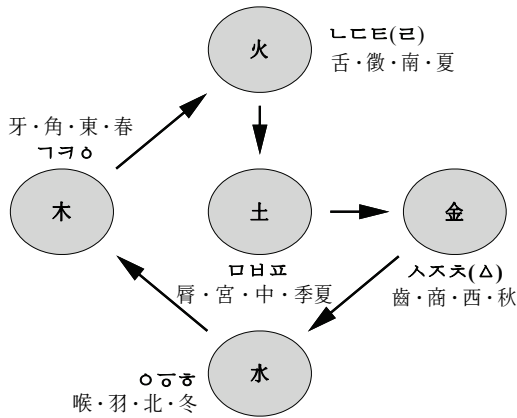 火
ㄴㄷㅌ(ㄹ)
舌·徵·南·夏
牙·角·東·春
ㄱㅋㆁ
木
土
金
ㅁㅂㅍ
脣·宮·中·季夏
ㅅㅈㅊ(ㅿ)
齒·商·西·秋
ㅇㆆㅎ
喉·羽·北·冬
水